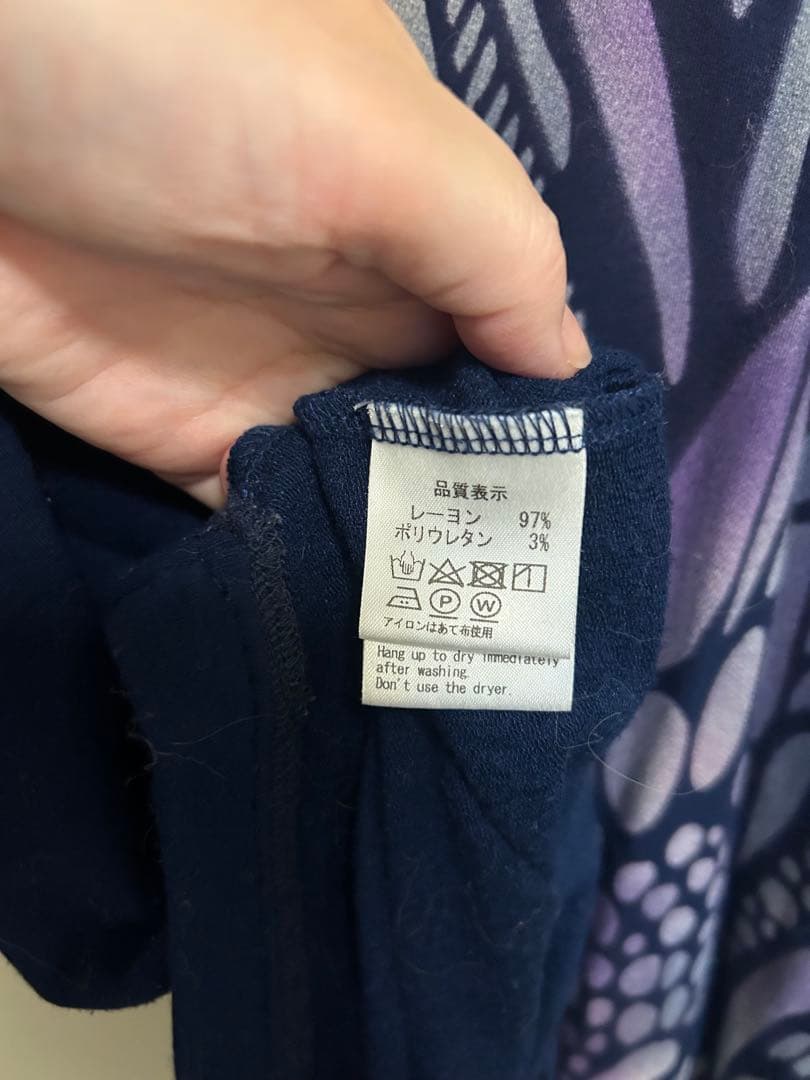 品質表示
レーヨン 97%
ポリウレタン 3%
P W
アイロンはあて布使用
Hang up to dry immediately
after washing.
Don't use the dryer.